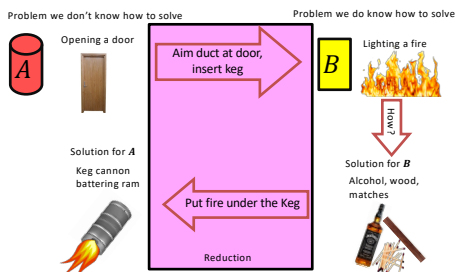 Problem we don't know how to solve
Problem we do know how to solve
A
Opening a door
Aim duct at door,
insert keg
B
Lighting a fire
How?
Solution for A
Keg cannon
battering ram
Put fire under the Keg
Solution for B
Alcohol, wood,
matches
Reduction